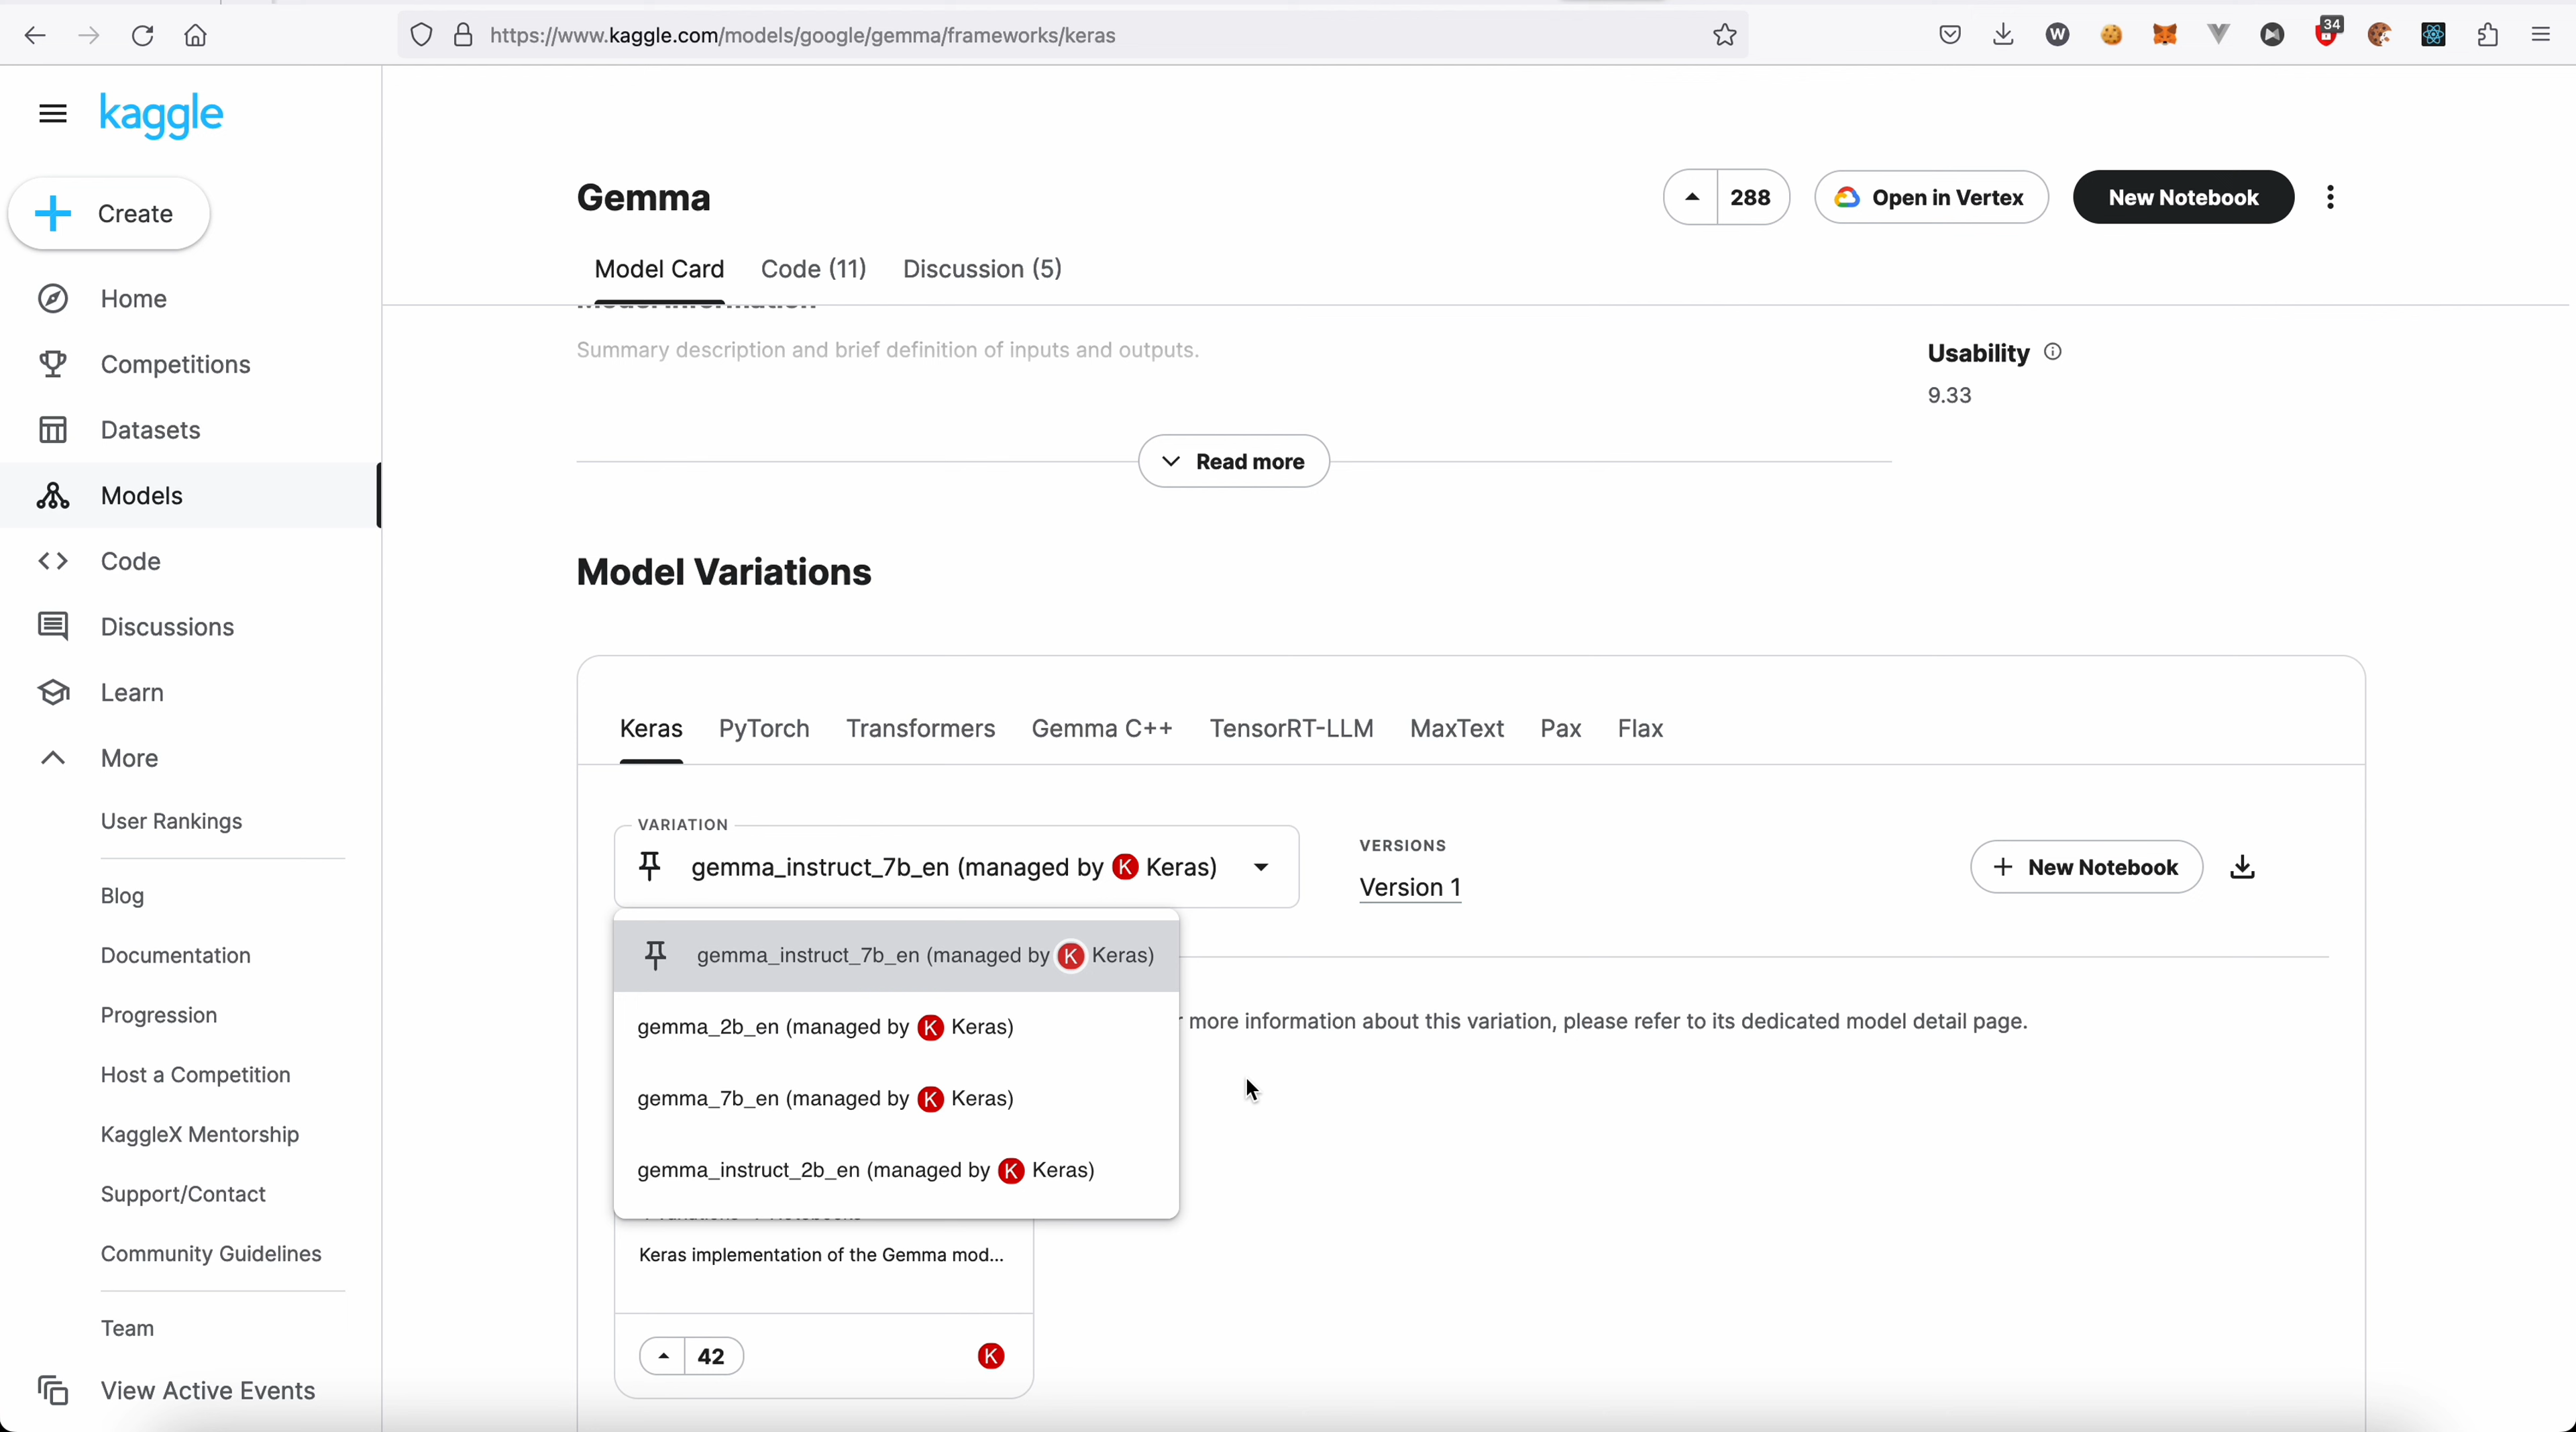 https://www.kaggle.com/models/google/gemma/frameworks/keras
W
34
kaggle
Create
Home
Competitions
Datasets
Models
Code
Discussions
Learn
More
User Rankings
Blog
Documentation
Progression
Host a Competition
KaggleX Mentorship
Support/Contact
Community Guidelines
Team
View Active Events
Gemma
288
Open in Vertex
New Notebook
Model Card
Code (11)
Discussion (5)
Summary description and brief definition of inputs and outputs.
Usability
9.33
Read more
Model Variations
Keras
PyTorch
Transformers
Gemma C++
TensorRT-LLM
MaxText
Pax
Flax
VARIATION
gemma_instruct_7b_en (managed by K Keras)
VERSIONS
Version 1
New Notebook
gemma_instruct_7b_en (managed by K Keras)
gemma_2b_en (managed by K Keras)
more information about this variation, please refer to its dedicated model detail page.
gemma_7b_en (managed by K Keras)
gemma_instruct_2b_en (managed by K Keras)
Keras implementation of the Gemma mod...
42
K